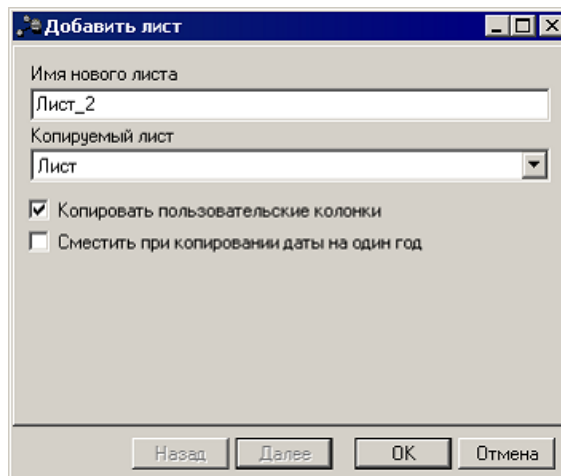 Добавить лист
Имя нового листа
Лист_2
Копируемый лист
Лист
Копировать пользовательские колонки
Сместить при копировании даты на один год
Назад Далее OK Отмена